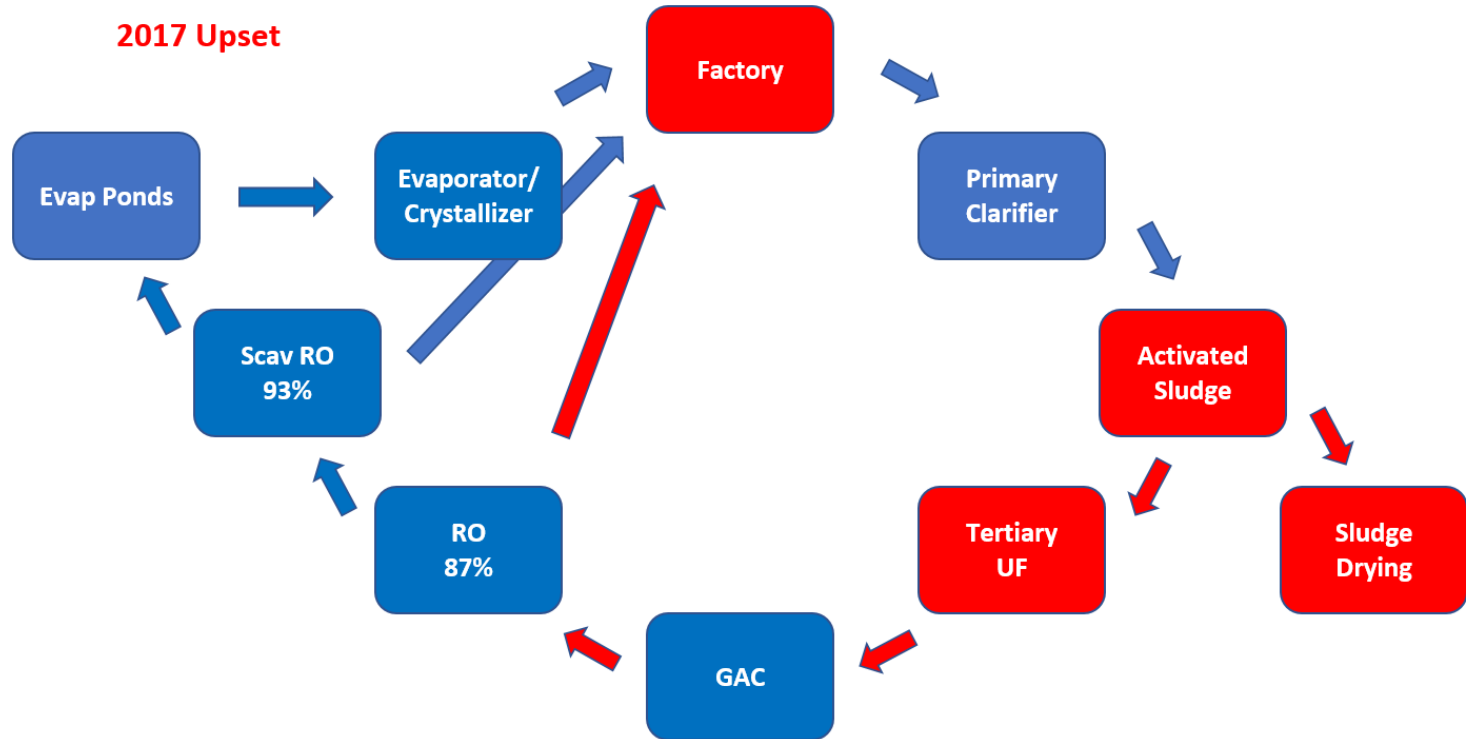 2017 Upset
Factory
Evap Ponds
Evaporator/
Crystallizer
Primary
Clarifier
Scav RO
93%
Activated
Sludge
RO
87%
Tertiary
UF
Sludge
Drying
GAC